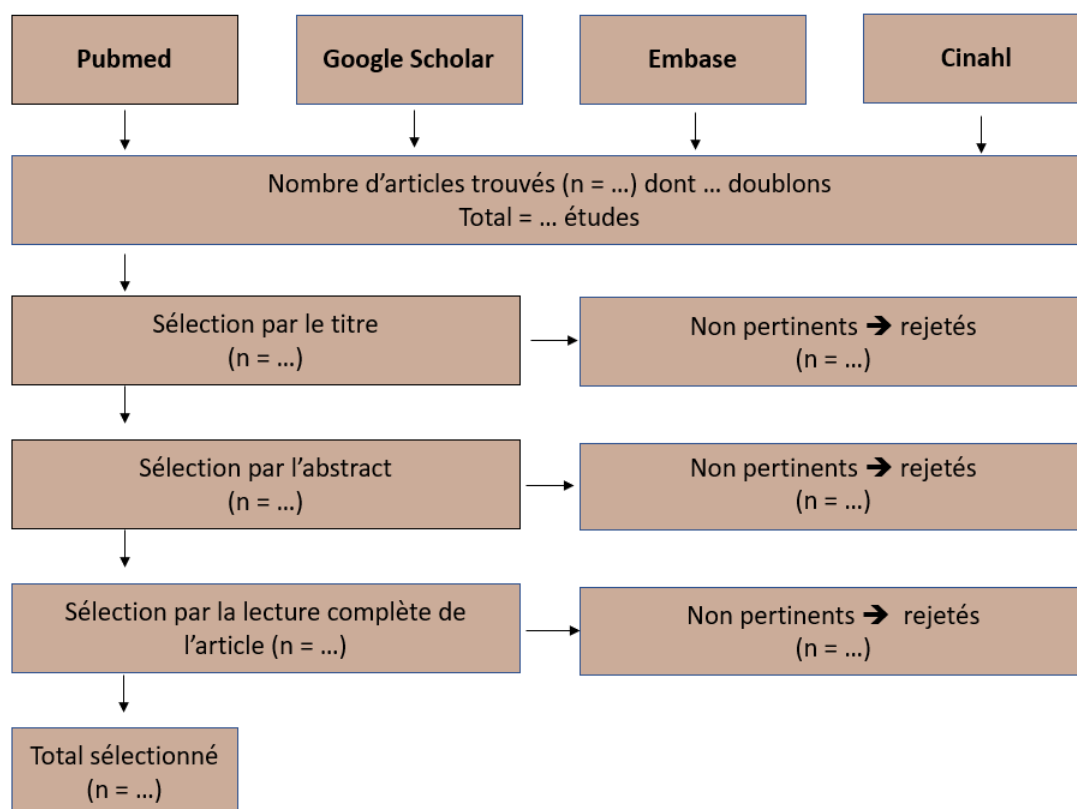 Pubmed
Google Scholar
Embase
Cinahl
Nombre d’articles trouvés (n = …) dont … doublons
Total = … études
Sélection par le titre
(n = …)
Non pertinents ➔ rejetés
(n = …)
Sélection par l’abstract
(n = …)
Non pertinents ➔ rejetés
(n = …)
Sélection par la lecture complète de
l’article (n = …)
Non pertinents ➔ rejetés
(n = …)
Total sélectionné
(n = …)